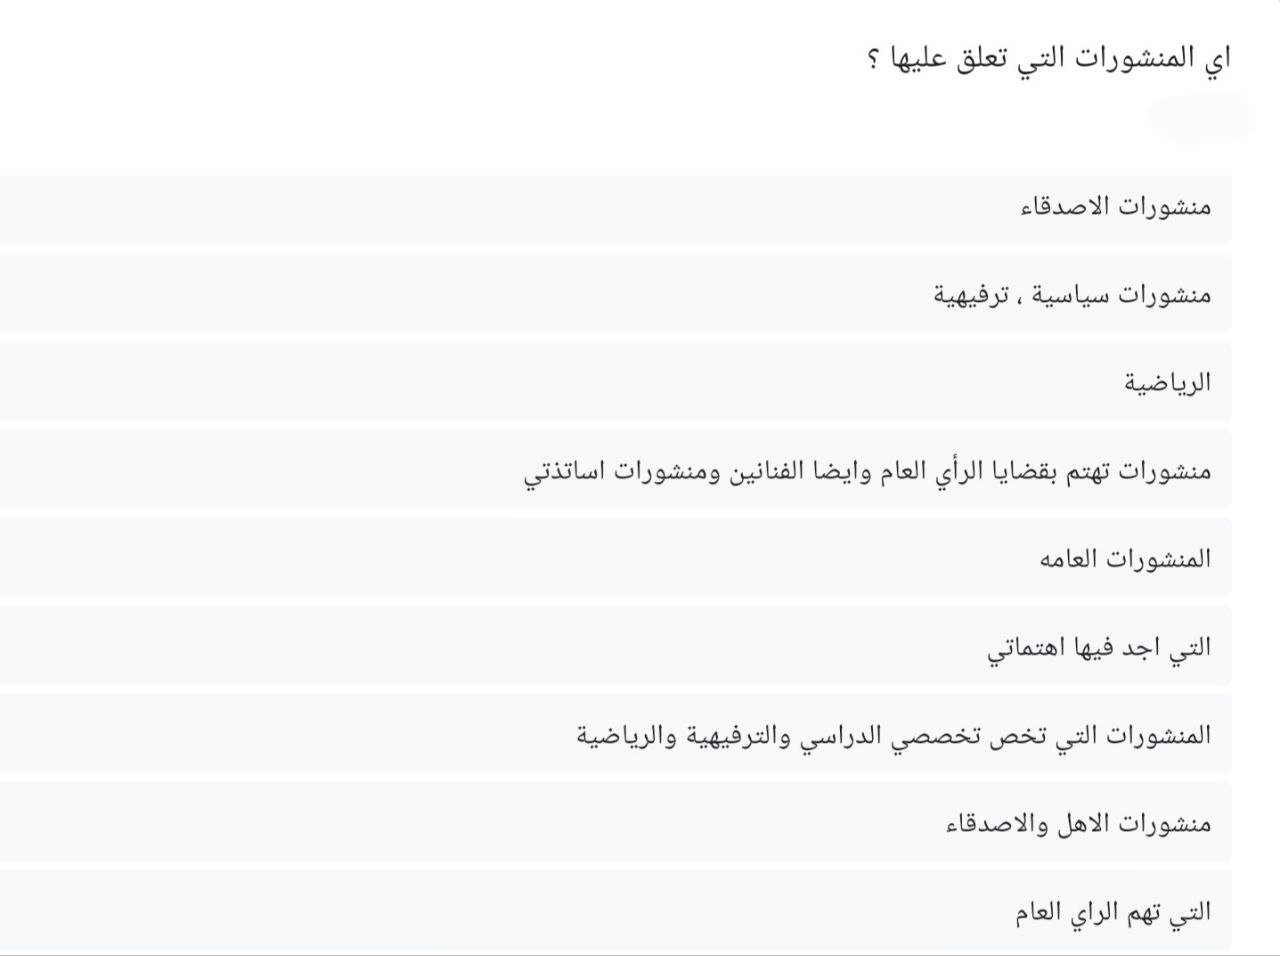 اي المنشورات التي تعلق عليها ؟
منشورات الاصدقاء
منشورات سياسية ، ترفيهية
الرياضية
منشورات تهتم بقضايا الرأي العام وايضا الفنانين ومنشورات اساتذتي
المنشورات العامه
التي اجد فيها اهتماتي
المنشورات التي تخص تخصصي الدراسي والترفيهية والرياضية
منشورات الاهل والاصدقاء
التي تهم الراي العام